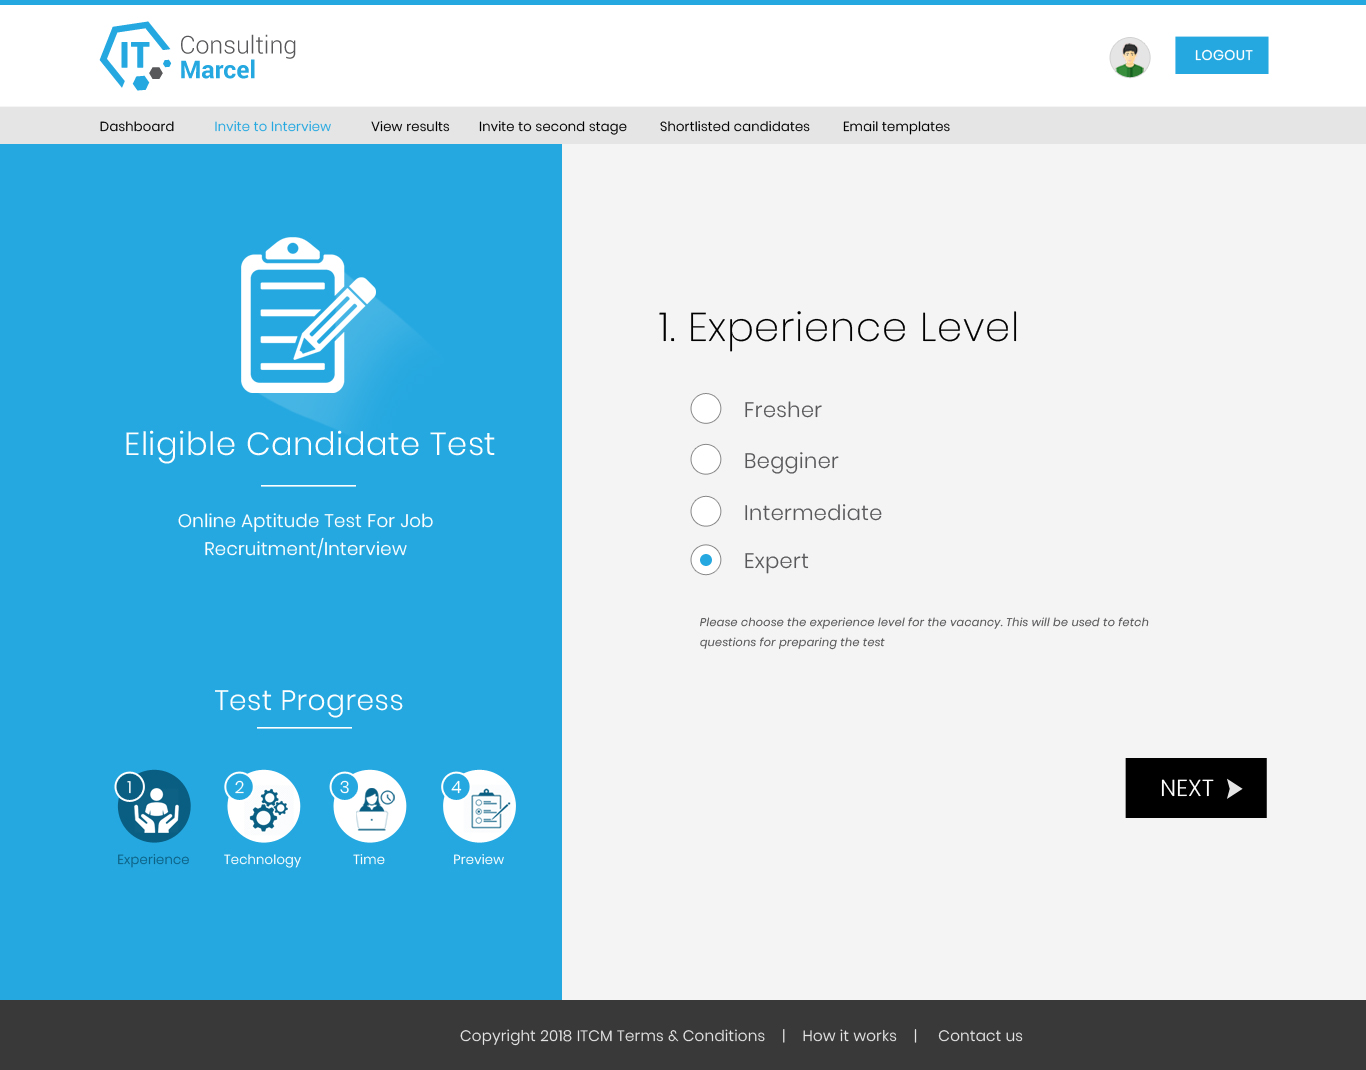 IT Consulting
Marcel
LOGOUT
Dashboard Invite to Interview View results Invite to second stage Shortlisted candidates Email templates
Eligible Candidate Test
Online Aptitude Test For Job
Recruitment/Interview
Test Progress
1 2 3 4
Experience Technology Time Preview
1. Experience Level
Fresher
Begginer
Intermediate
Expert
Please choose the experience level for the vacancy. This will be used to fetch
questions for preparing the test
NEXT
Copyright 2018 ITCM Terms & Conditions | How it works | Contact us